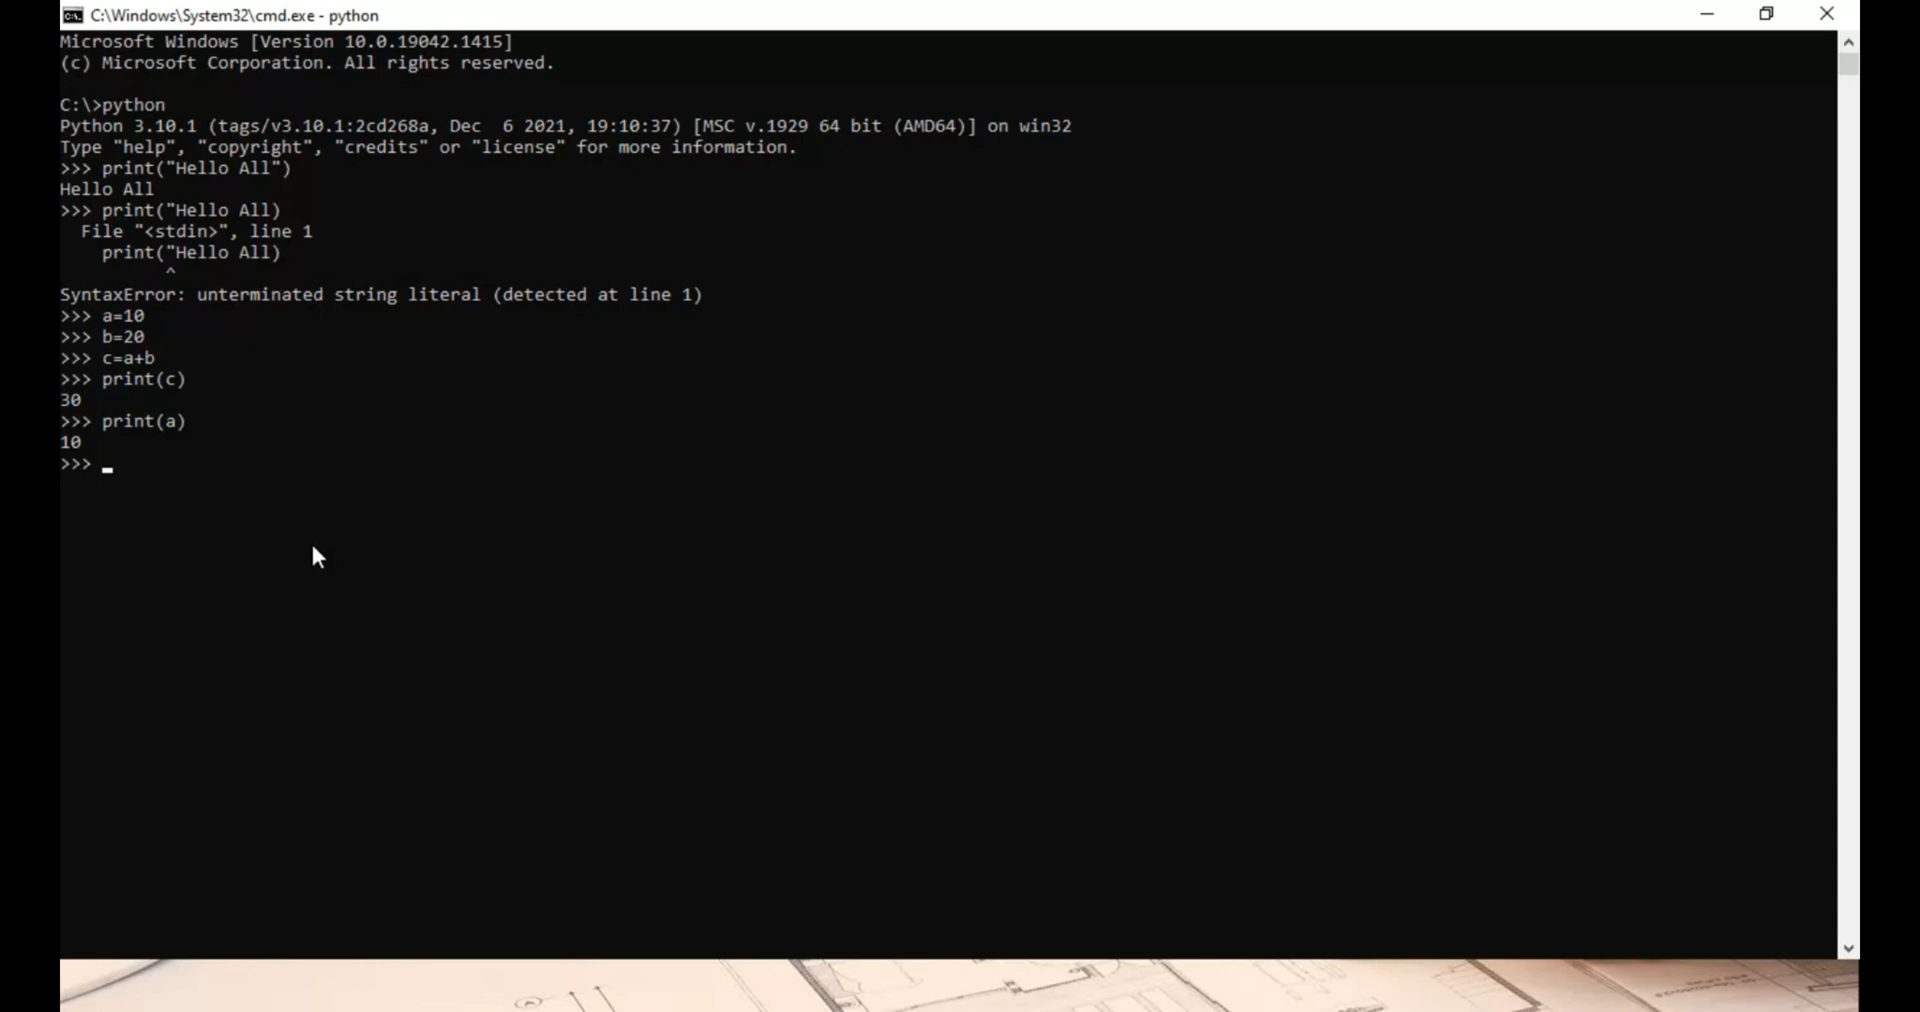 C:\Windows\System32\cmd.exe - python
Microsoft Windows [Version 10.0.19042.1415]
(c) Microsoft Corporation. All rights reserved.
C:\>python
Python 3.10.1 (tags/v3.10.1:2cd268a, Dec  6 2021, 19:10:37) [MSC v.1929 64 bit (AMD64)] on win32
Type "help", "copyright", "credits" or "license" for more information.
>>> print("Hello All")
Hello All
>>> print("Hello All)
  File "<stdin>", line 1
    print("Hello All)
          ^
SyntaxError: unterminated string literal (detected at line 1)
>>> a=10
>>> b=20
>>> c=a+b
>>> print(c)
30
>>> print(a)
10
>>>